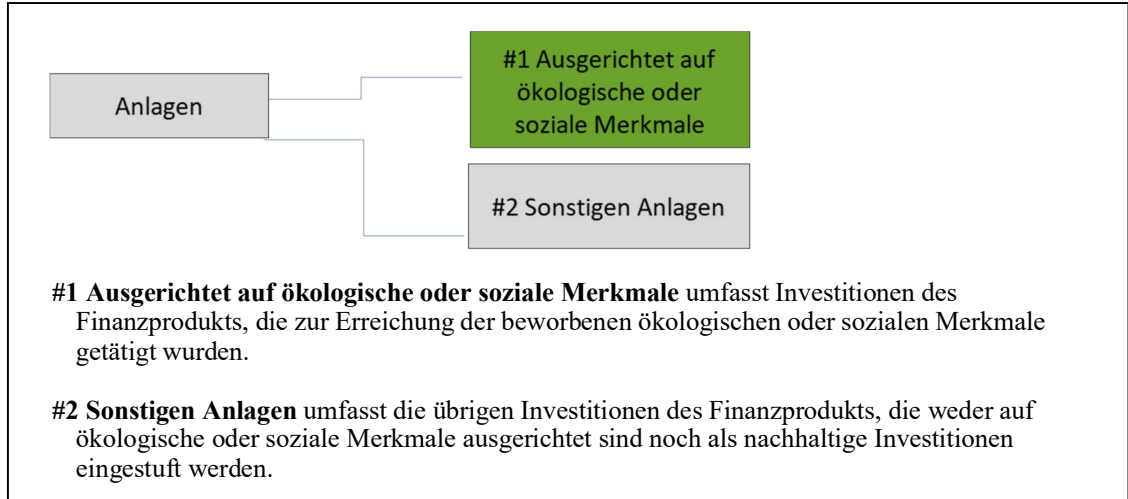 #1 Ausgerichtet auf
ökologische oder
soziale Merkmale
Anlagen
#2 Sonstigen Anlagen
#1 Ausgerichtet auf ökologische oder soziale Merkmale umfasst Investitionen des
Finanzprodukts, die zur Erreichung der beworbenen ökologischen oder sozialen Merkmale
getätigt wurden.
#2 Sonstigen Anlagen umfasst die übrigen Investitionen des Finanzprodukts, die weder auf
ökologische oder soziale Merkmale ausgerichtet sind noch als nachhaltige Investitionen
eingestuft werden.